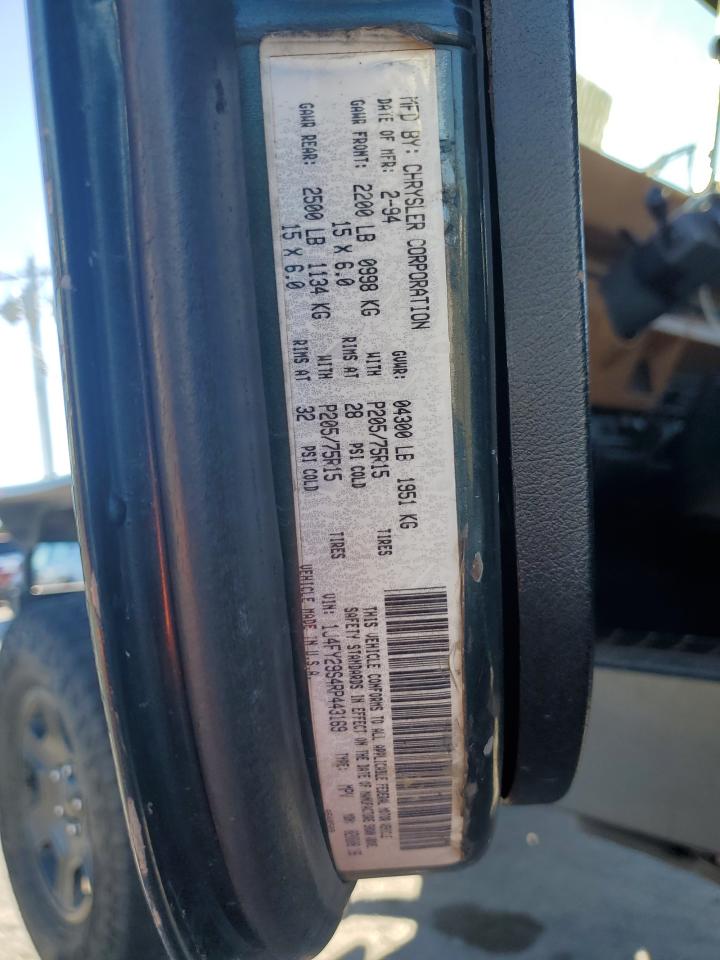 MFD BY: CHRYSLER CORPORATION
DATE OF MFR: 2-94 GVWR: 04300 LB 1951 KG
GAWR FRONT: 2200 LB 0998 KG WITH P205/75R15 TIRES
15 X 6.0 RIMS AT 28 PSI COLD
GAWR REAR: 2500 LB 1134 KG WITH P205/75R15 TIRES
15 X 6.0 RIMS AT 32 PSI COLD
THIS VEHICLE CONFORMS TO ALL APPLICABLE FEDERAL MOTOR VEHICLE
SAFETY STANDARDS IN EFFECT ON THE DATE OF MANUFACTURE SHOWN ABOVE.
VIN: 1J4FY29S4RP443169 TYPE: MPV MDH:
VEHICLE MADE IN U.S.A.